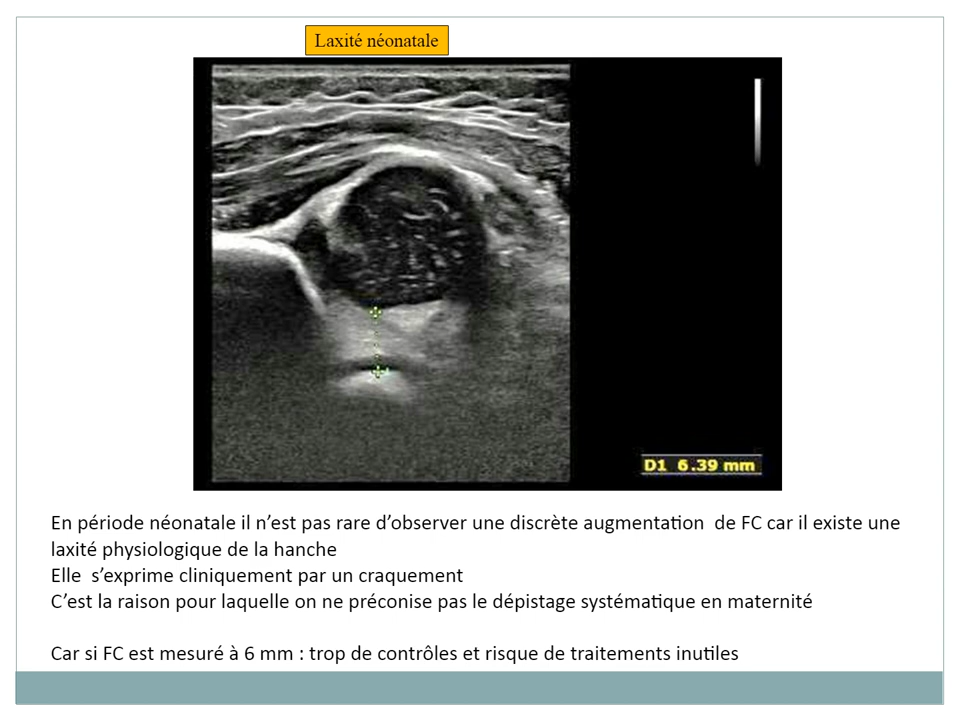 Laxité néonatale
D1 6.39 mm
En période néonatale il n’est pas rare d’observer une discrète augmentation  de FC car il existe une
laxité physiologique de la hanche
Elle  s’exprime cliniquement par un craquement
C’est la raison pour laquelle on ne préconise pas le dépistage systématique en maternité
Car si FC est mesuré à 6 mm : trop de contrôles et risque de traitements inutiles